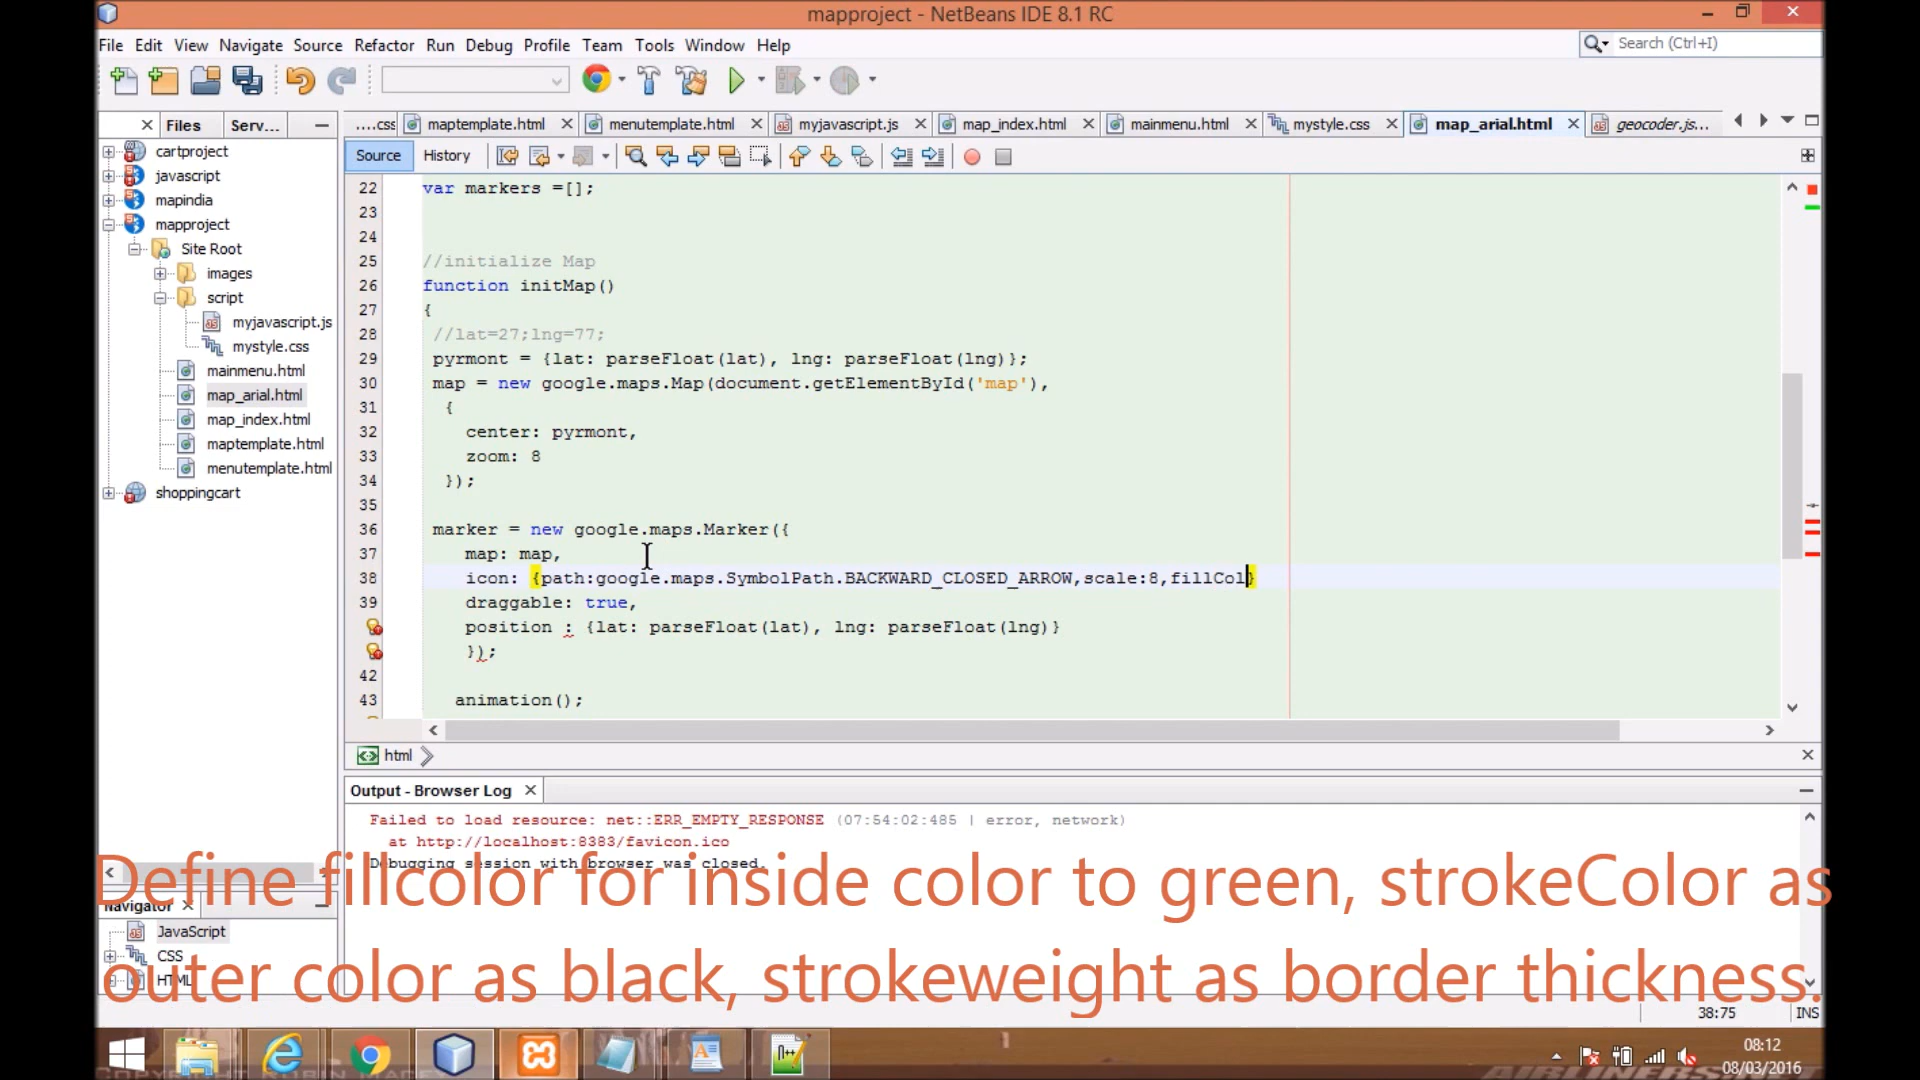 mapproject - NetBeans IDE 8.1 RC
File Edit View Navigate Source Refactor Run Debug Profile Team Tools Window Help
Search (Ctrl+I)
Files Serv...
....css maptemplate.html menutemplate.html myjavascript.js map_index.html mainmenu.html mystyle.css map_arial.html geocoder.js...
Source History
cartproject
javascript
mapindia
mapproject
Site Root
images
script
myjavascript.js
mystyle.css
mainmenu.html
map_arial.html
map_index.html
maptemplate.html
menutemplate.html
shoppingcart
22 var markers =[];
23
24
25 //initialize Map
26 function initMap()
27 {
28 //lat=27;lng=77;
29 pyrmont = {lat: parseFloat(lat), lng: parseFloat(lng)};
30 map = new google.maps.Map(document.getElementById('map'),
31 {
32 center: pyrmont,
33 zoom: 8
34 });
35
36 marker = new google.maps.Marker({
37 map: map,
38 icon: {path:google.maps.SymbolPath.BACKWARD_CLOSED_ARROW,scale:8,fillCol}
39 draggable: true,
position : {lat: parseFloat(lat), lng: parseFloat(lng)}
});
42
43 animation();
html
Output - Browser Log
Failed to load resource: net::ERR_EMPTY_RESPONSE (07:54:02:485 | error, network)
at http://localhost:8383/favicon.ico
Debugging session with browser was closed.
Define fillcolor for inside color to green, strokeColor as
outer color as black, strokeweight as border thickness.
Navigator
JavaScript
CSS
HTML
38:75 INS
08:12
08/03/2016